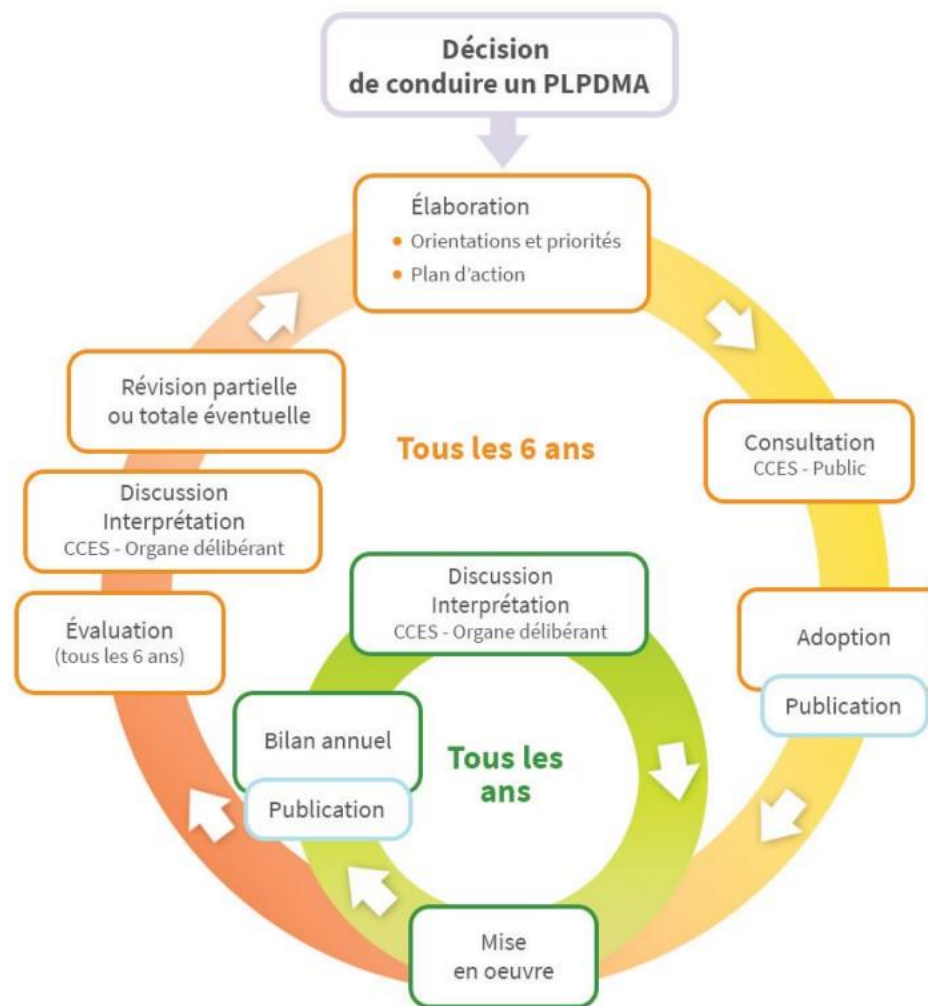 Décision
de conduire un PLPDMA
Élaboration
• Orientations et priorités
• Plan d'action
Révision partielle
ou totale éventuelle
Tous les 6 ans
Consultation
CCES - Public
Discussion
Interprétation
CCES - Organe délibérant
Discussion
Interprétation
CCES - Organe délibérant
Évaluation
(tous les 6 ans)
Adoption
Publication
Bilan annuel
Publication
Tous les
ans
Mise
en oeuvre